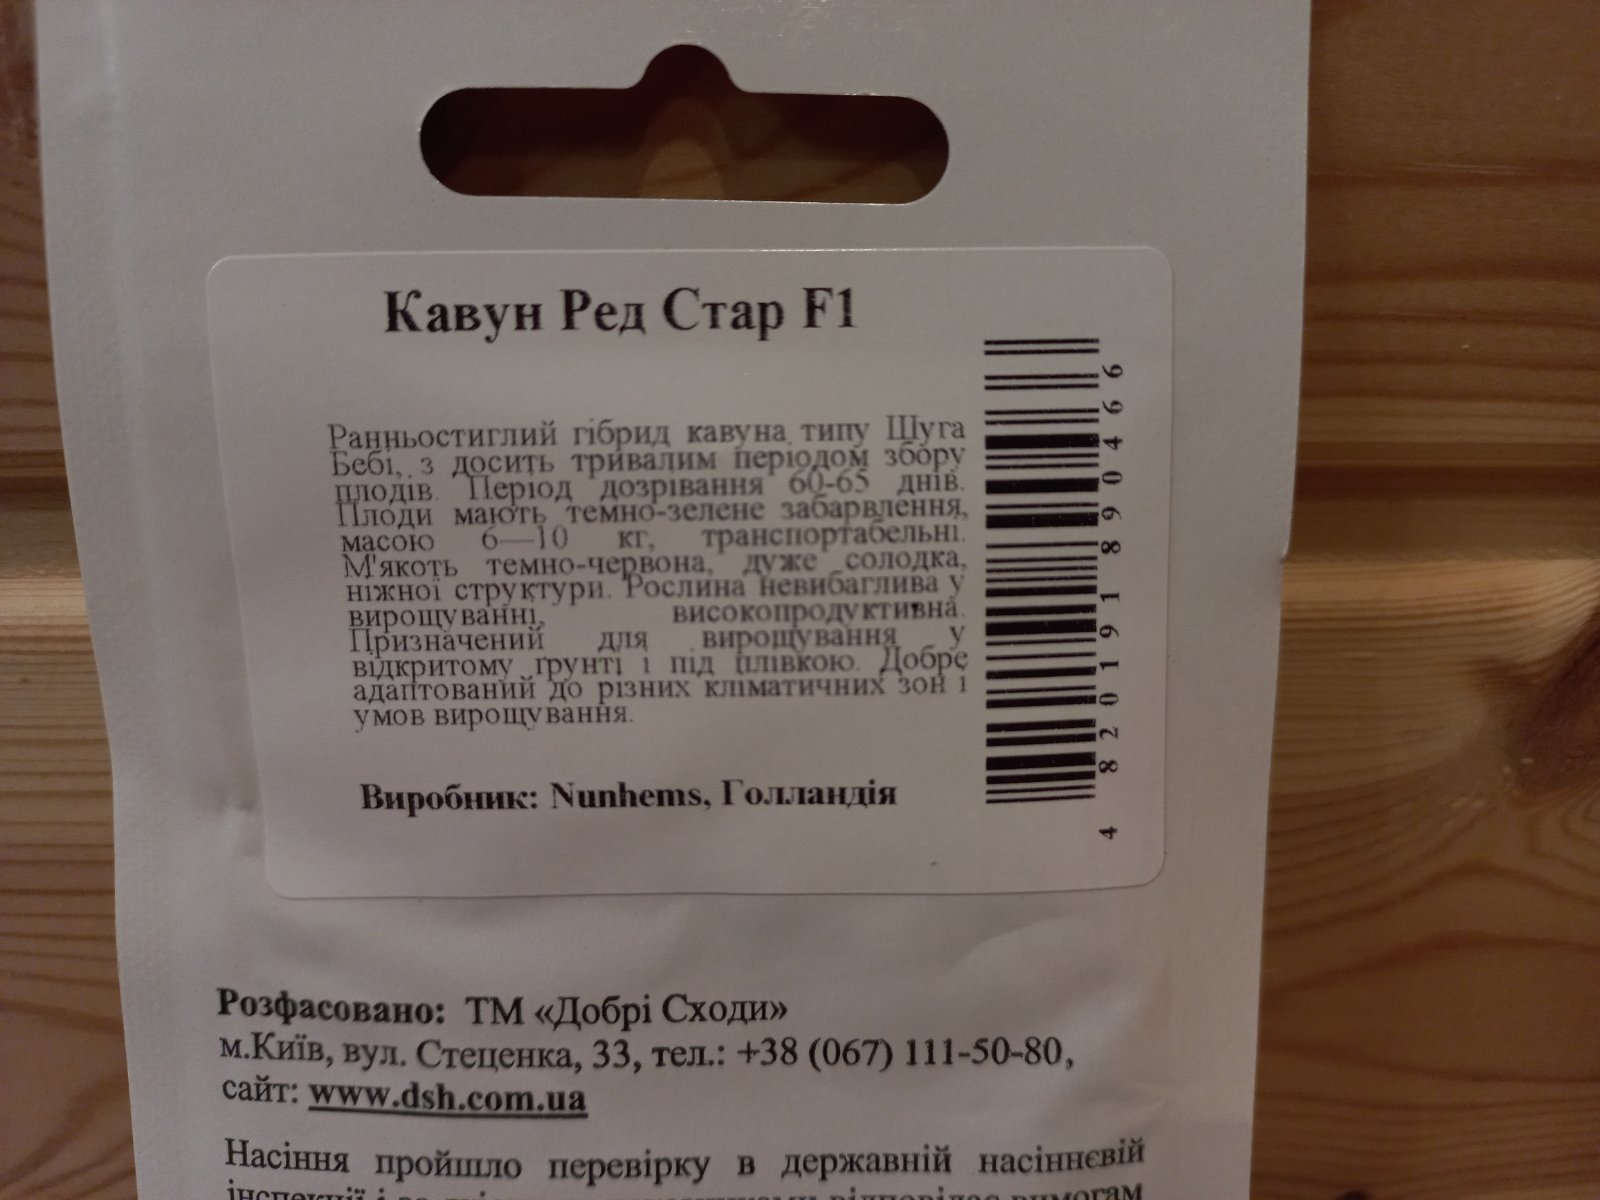 Кавун Ред Стар F1
Ранньостиглий гібрид кавуна типу Шуга
Бебі, з досить тривалим періодом збору
плодів. Період дозрівання 60-65 днів.
Плоди мають темно-зелене забарвлення,
масою 6—10 кг, транспортабельні.
М'якоть темно-червона, дуже солодка,
ніжної структури. Рослина невибаглива у
вирощуванні, високопродуктивна.
Призначений для вирощування у
відкритому ґрунті і під плівкою. Добре
адаптований до різних кліматичних зон і
умов вирощування.
Виробник: Nunhems, Голландія
4 820191890466
Розфасовано: ТМ «Добрі Сходи»
м.Київ, вул. Стеценка, 33, тел.: +38 (067) 111-50-80,
сайт: www.dsh.com.ua
Насіння пройшло перевірку в державній насіннєвій